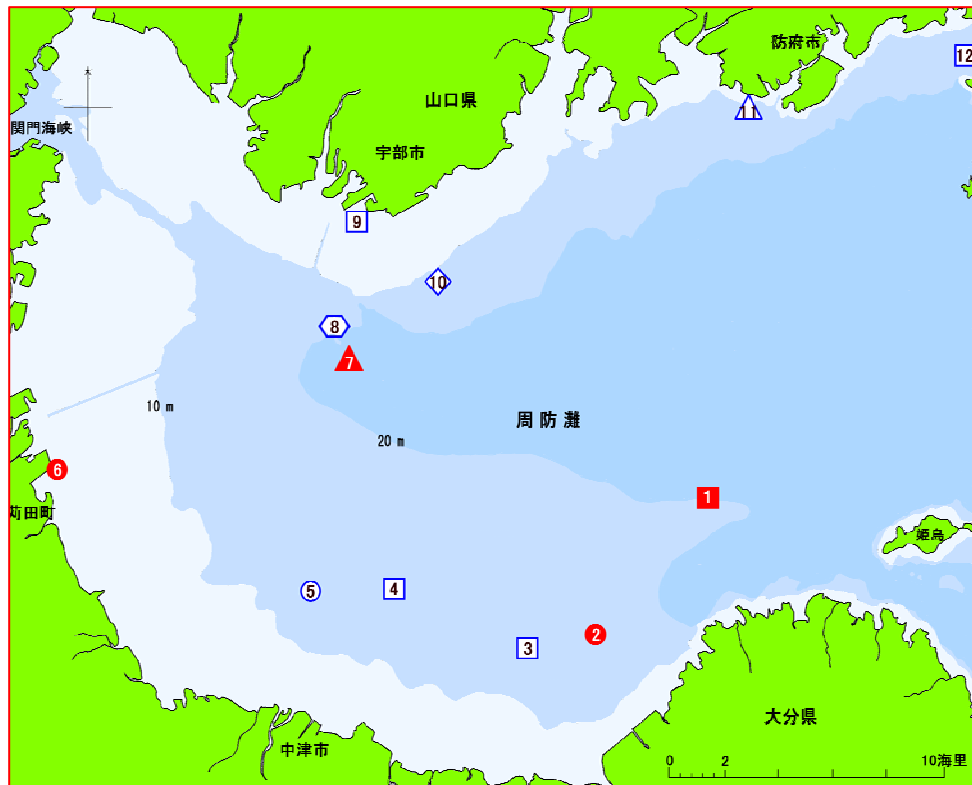 防府市
12
山口県
11
関門海峡
宇部市
9
10
8
7
10 m
周防灘
20 m
6
1
苅田町
姫島
5
4
2
3
大分県
中津市
0
2
10海里